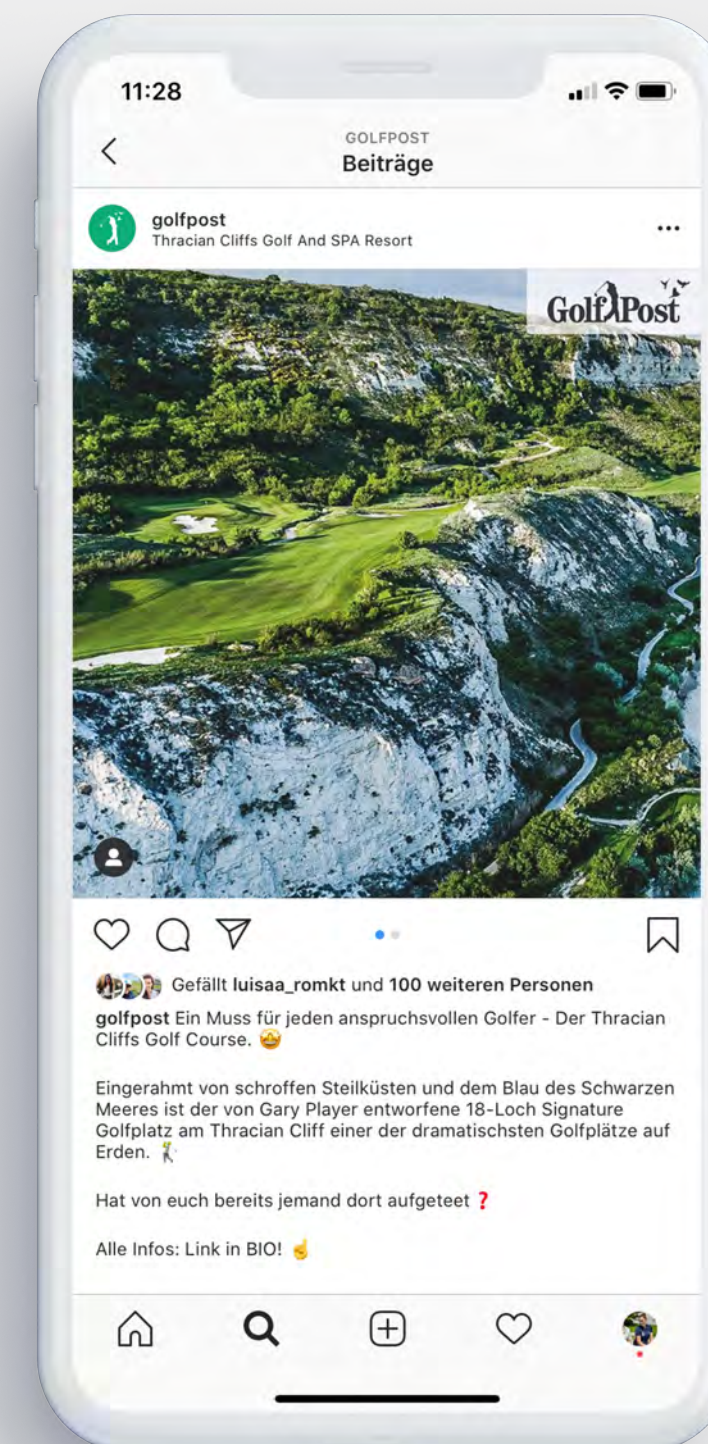 11:28
GOLFPOST
Beiträge
golfpost
Thracian Cliffs Golf And SPA Resort
GolfPost
Gefällt luisaa_romkt und 100 weiteren Personen
golfpost Ein Muss für jeden anspruchsvollen Golfer - Der Thracian
Cliffs Golf Course. 🤩
Eingerahmt von schroffen Steilküsten und dem Blau des Schwarzen
Meeres ist der von Gary Player entworfene 18-Loch Signature
Golfplatz am Thracian Cliff einer der dramatischsten Golfplätze auf
Erden. 🏌
Hat von euch bereits jemand dort aufgeteet ❓
Alle Infos: Link in BIO! ☝